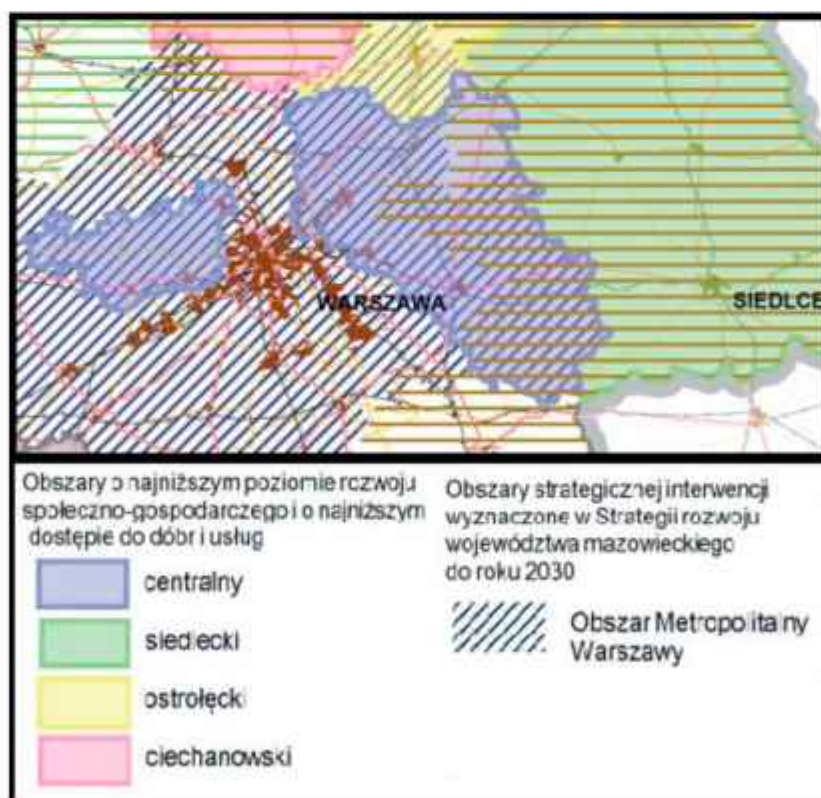 WARSZAWA
SIEDLCE
Obszary o najniższym poziomie rozwoju
społeczno-gospodarczego i o najniższym
dostępie do dóbr i usług
centralny
siedlecki
ostrołęcki
ciechanowski
Obszary strategicznej interwencji
wyznaczone w Strategii rozwoju
województwa mazowieckiego
do roku 2030
Obszar Metropolitalny
Warszawy